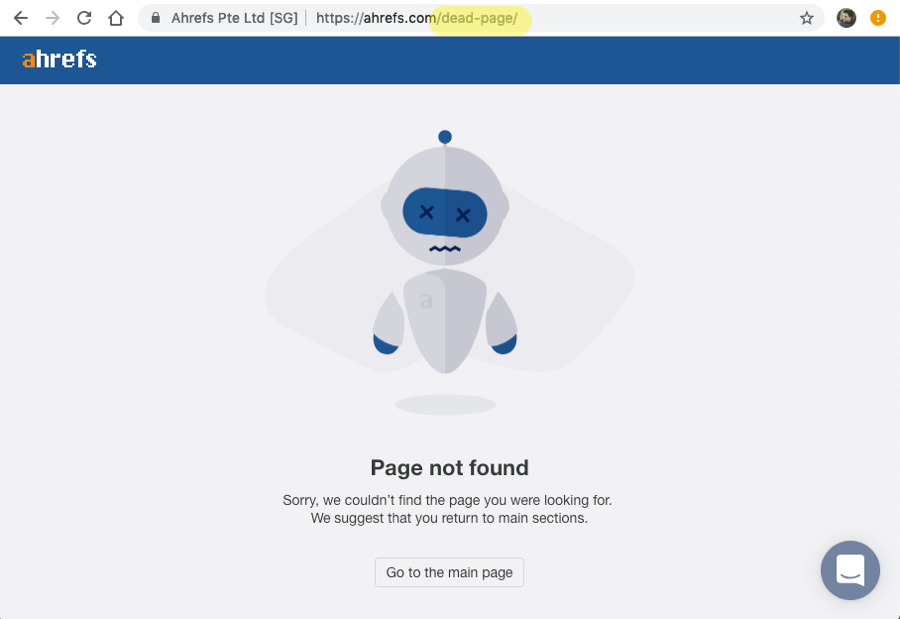 Ahrefs Pte Ltd [SG] https://ahrefs.com/dead-page/
ahrefs
a
Page not found
Sorry, we couldn't find the page you were looking for.
We suggest that you return to main sections.
Go to the main page